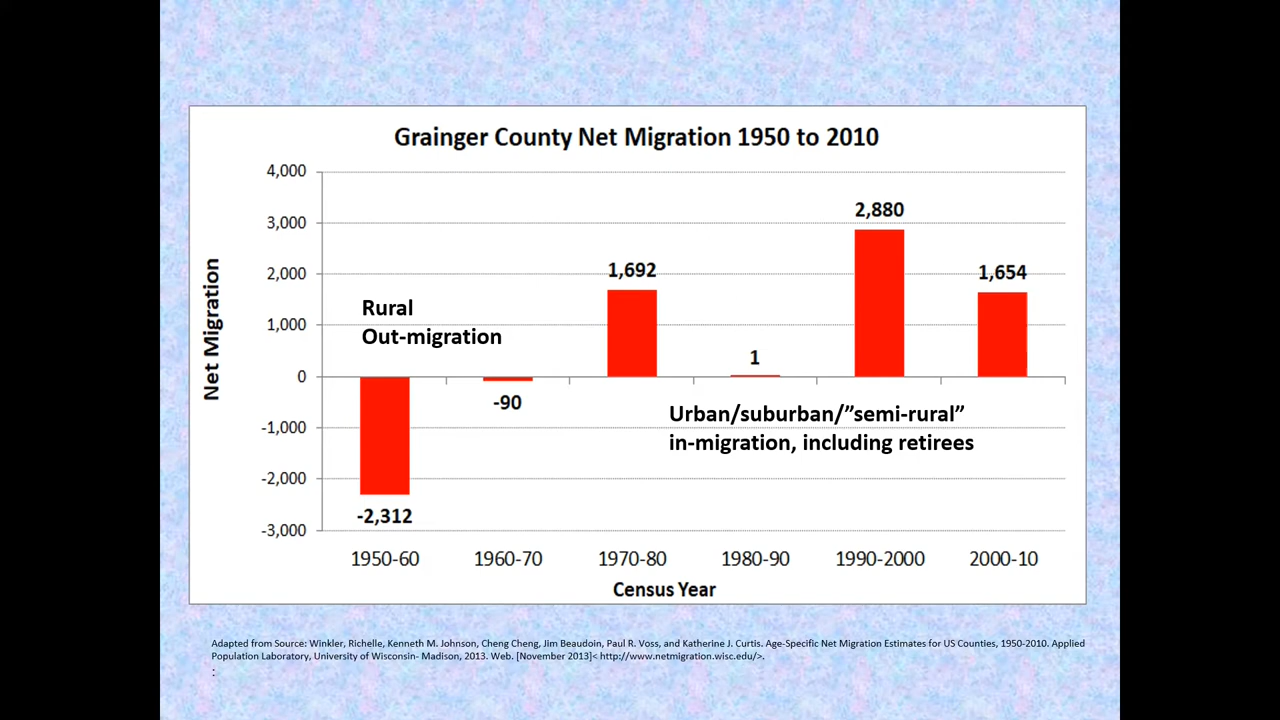 Grainger County Net Migration 1950 to 2010
4,000
3,000
2,000
1,000
0
-1,000
-2,000
-3,000
Net Migration
Rural
Out-migration
-2,312
-90
1,692
1
2,880
1,654
Urban/suburban/”semi-rural”
in-migration, including retirees
1950-60 1960-70 1970-80 1980-90 1990-2000 2000-10
Census Year
Adapted from Source: Winkler, Richelle, Kenneth M. Johnson, Cheng Cheng, Jim Beaudoin, Paul R. Voss, and Katherine J. Curtis. Age-Specific Net Migration Estimates for US Counties, 1950-2010. Applied
Population Laboratory, University of Wisconsin- Madison, 2013. Web. [November 2013]< http://www.netmigration.wisc.edu/>.
: